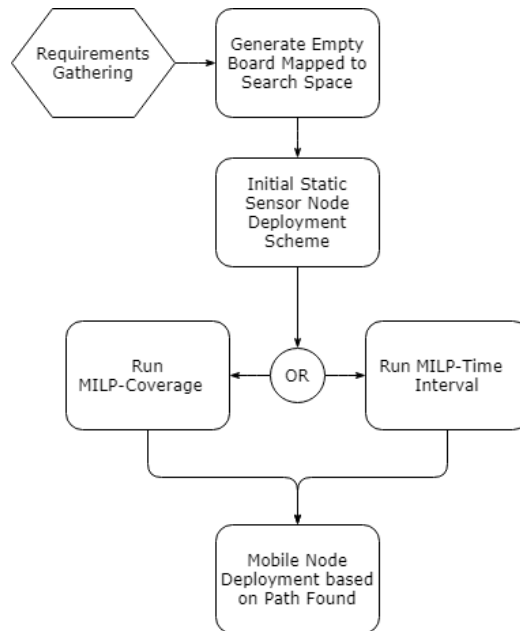 Requirements
Gathering
Generate Empty
Board Mapped to
Search Space
Initial Static
Sensor Node
Deployment
Scheme
Run
MILP-Coverage
OR
Run MILP-Time
Interval
Mobile Node
Deployment based
on Path Found